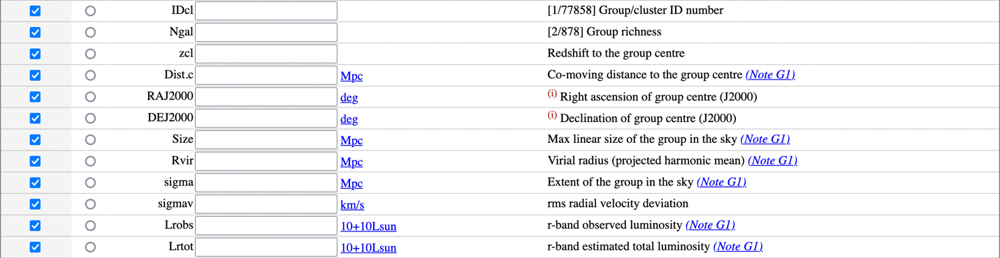 IDcl [1/77858] Group/cluster ID number
Ngal [2/878] Group richness
zcl Redshift to the group centre
Dist.c Mpc Co-moving distance to the group centre (Note G1)
RAJ2000 deg (i) Right ascension of group centre (J2000)
DEJ2000 deg (i) Declination of group centre (J2000)
Size Mpc Max linear size of the group in the sky (Note G1)
Rvir Mpc Virial radius (projected harmonic mean) (Note G1)
sigma Mpc Extent of the group in the sky (Note G1)
sigmav km/s rms radial velocity deviation
Lrobs 10+10Lsun r-band observed luminosity (Note G1)
Lrtot 10+10Lsun r-band estimated total luminosity (Note G1)